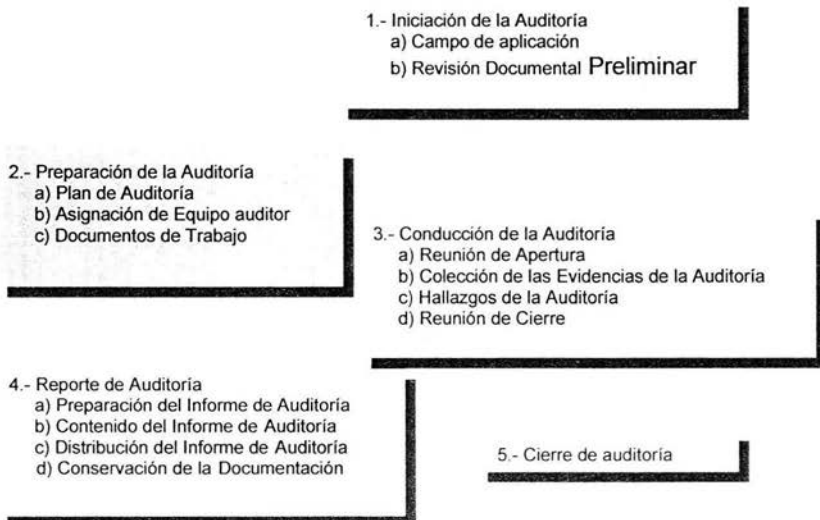 1.- Iniciación de la Auditoría
a) Campo de aplicación
b) Revisión Documental Preliminar
2.- Preparación de la Auditoría
a) Plan de Auditoría
b) Asignación de Equipo auditor
c) Documentos de Trabajo
3.- Conducción de la Auditoría
a) Reunión de Apertura
b) Colección de las Evidencias de la Auditoría
c) Hallazgos de la Auditoría
d) Reunión de Cierre
4.- Reporte de Auditoría
a) Preparación del Informe de Auditoría
b) Contenido del Informe de Auditoría
c) Distribución del Informe de Auditoría
d) Conservación de la Documentación
5.- Cierre de auditoría